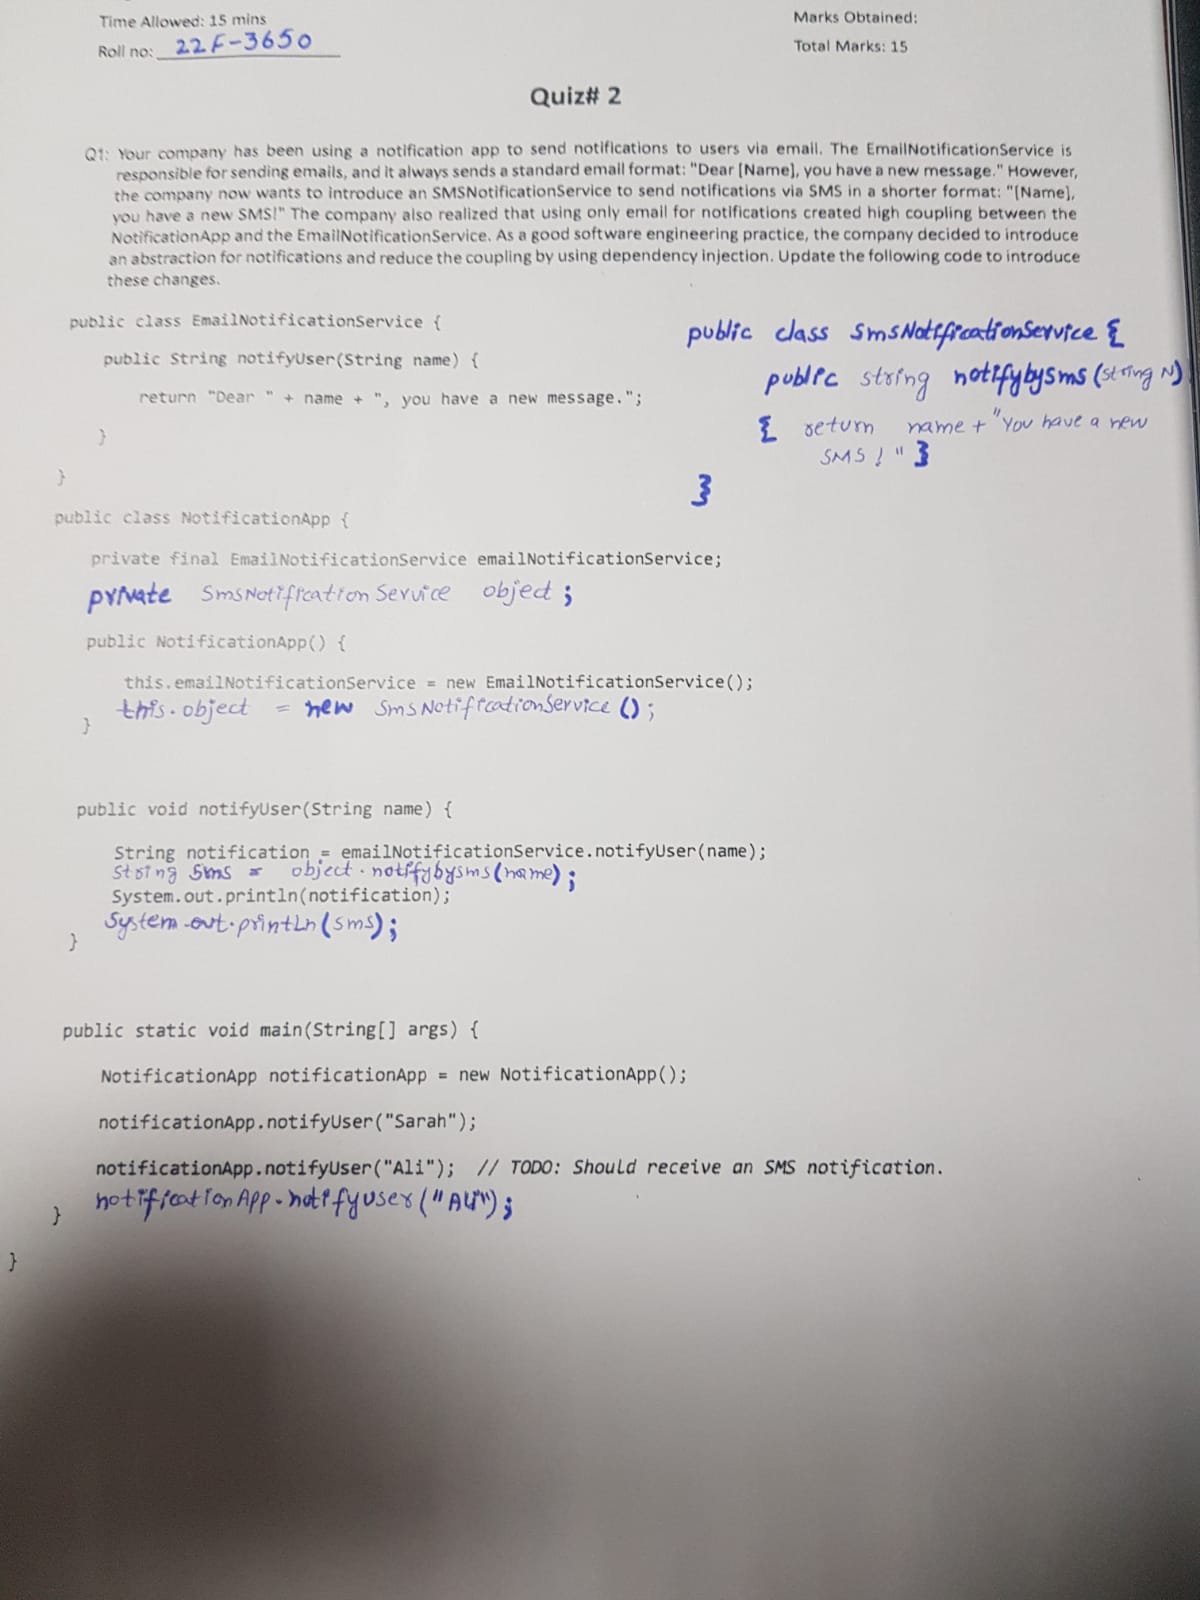 Time Allowed: 15 mins
Marks Obtained:
Roll no: 22F-3650
Total Marks: 15
Quiz# 2
Q1: Your company has been using a notification app to send notifications to users via email. The EmailNotificationService is
responsible for sending emails, and it always sends a standard email format: "Dear [Name], you have a new message." However,
the company now wants to introduce an SMSNotificationService to send notifications via SMS in a shorter format: "[Name],
you have a new SMS!" The company also realized that using only email for notifications created high coupling between the
NotificationApp and the EmailNotificationService. As a good software engineering practice, the company decided to introduce
an abstraction for notifications and reduce the coupling by using dependency injection. Update the following code to introduce
these changes.
public class EmailNotificationService {
public String notifyUser(String name) {
return "Dear " + name + ", you have a new message.";
}
}
public class SmsNotificationService {
public string notifybysms (string N)
{ return name + "You have a new
SMS ! " }
}
public class NotificationApp {
private final EmailNotificationService emailNotificationService;
private SmsNotification Service object ;
public NotificationApp() {
this.emailNotificationService = new EmailNotificationService();
this.object = new SmsNotificationService () ;
}
public void notifyUser(String name) {
String notification = emailNotificationService.notifyUser(name);
string sms = object . notifybysms (name) ;
System.out.println(notification);
System.out.println (sms) ;
}
public static void main(String[] args) {
NotificationApp notificationApp = new NotificationApp();
notificationApp.notifyUser("Sarah");
notificationApp.notifyUser("Ali"); // TODO: Should receive an SMS notification.
notification App . notifyuser ("Ali") ;
}
}